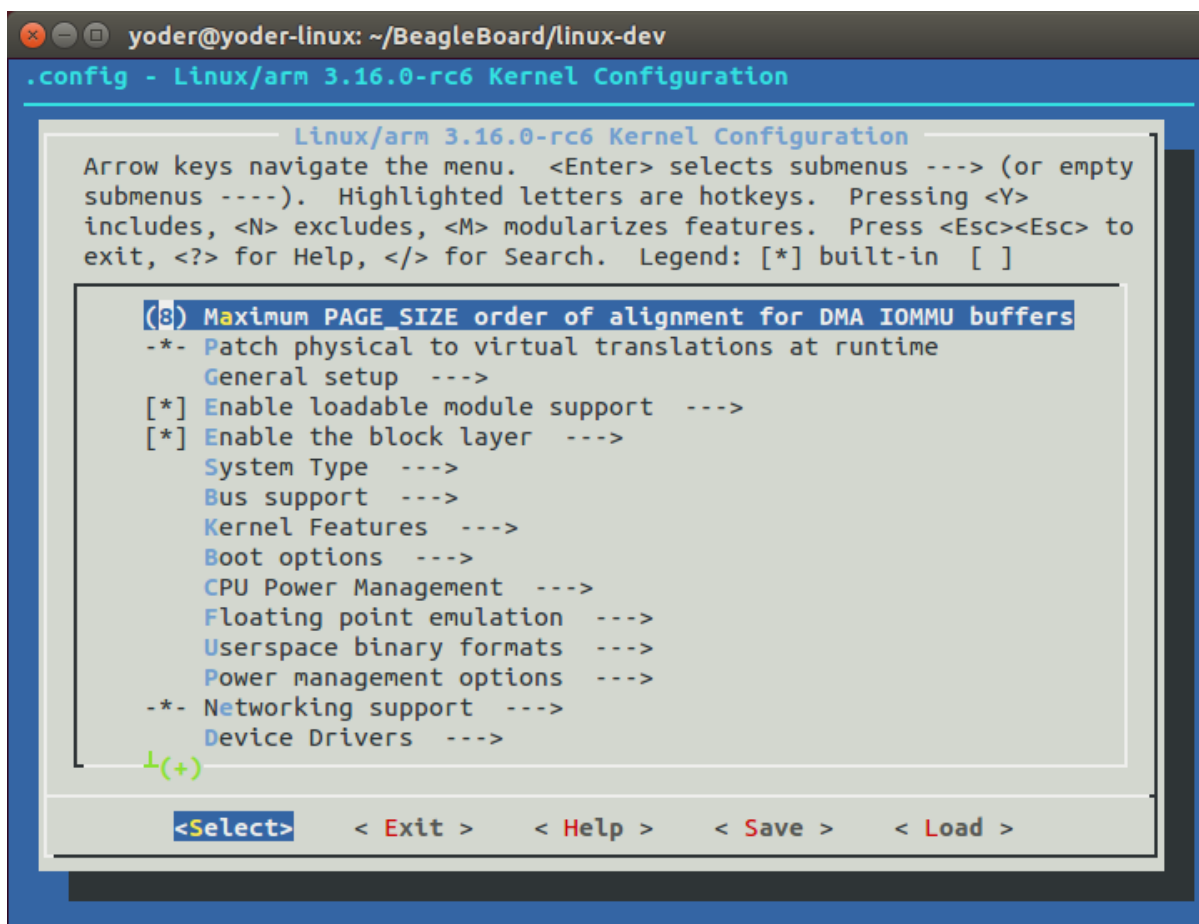 yoder@yoder-linux: ~/BeagleBoard/linux-dev
.config - Linux/arm 3.16.0-rc6 Kernel Configuration
Linux/arm 3.16.0-rc6 Kernel Configuration
Arrow keys navigate the menu.  <Enter> selects submenus ---> (or empty
submenus ----).  Highlighted letters are hotkeys.  Pressing <Y>
includes, <N> excludes, <M> modularizes features.  Press <Esc><Esc> to
exit, <?> for Help, </> for Search.  Legend: [*] built-in  [ ]
(8) Maximum PAGE_SIZE order of alignment for DMA IOMMU buffers
-*- Patch physical to virtual translations at runtime
General setup  --->
[*] Enable loadable module support  --->
[*] Enable the block layer  --->
System Type  --->
Bus support  --->
Kernel Features  --->
Boot options  --->
CPU Power Management  --->
Floating point emulation  --->
Userspace binary formats  --->
Power management options  --->
-*- Networking support  --->
Device Drivers  --->
┴(+)
<Select>    < Exit >    < Help >    < Save >    < Load >